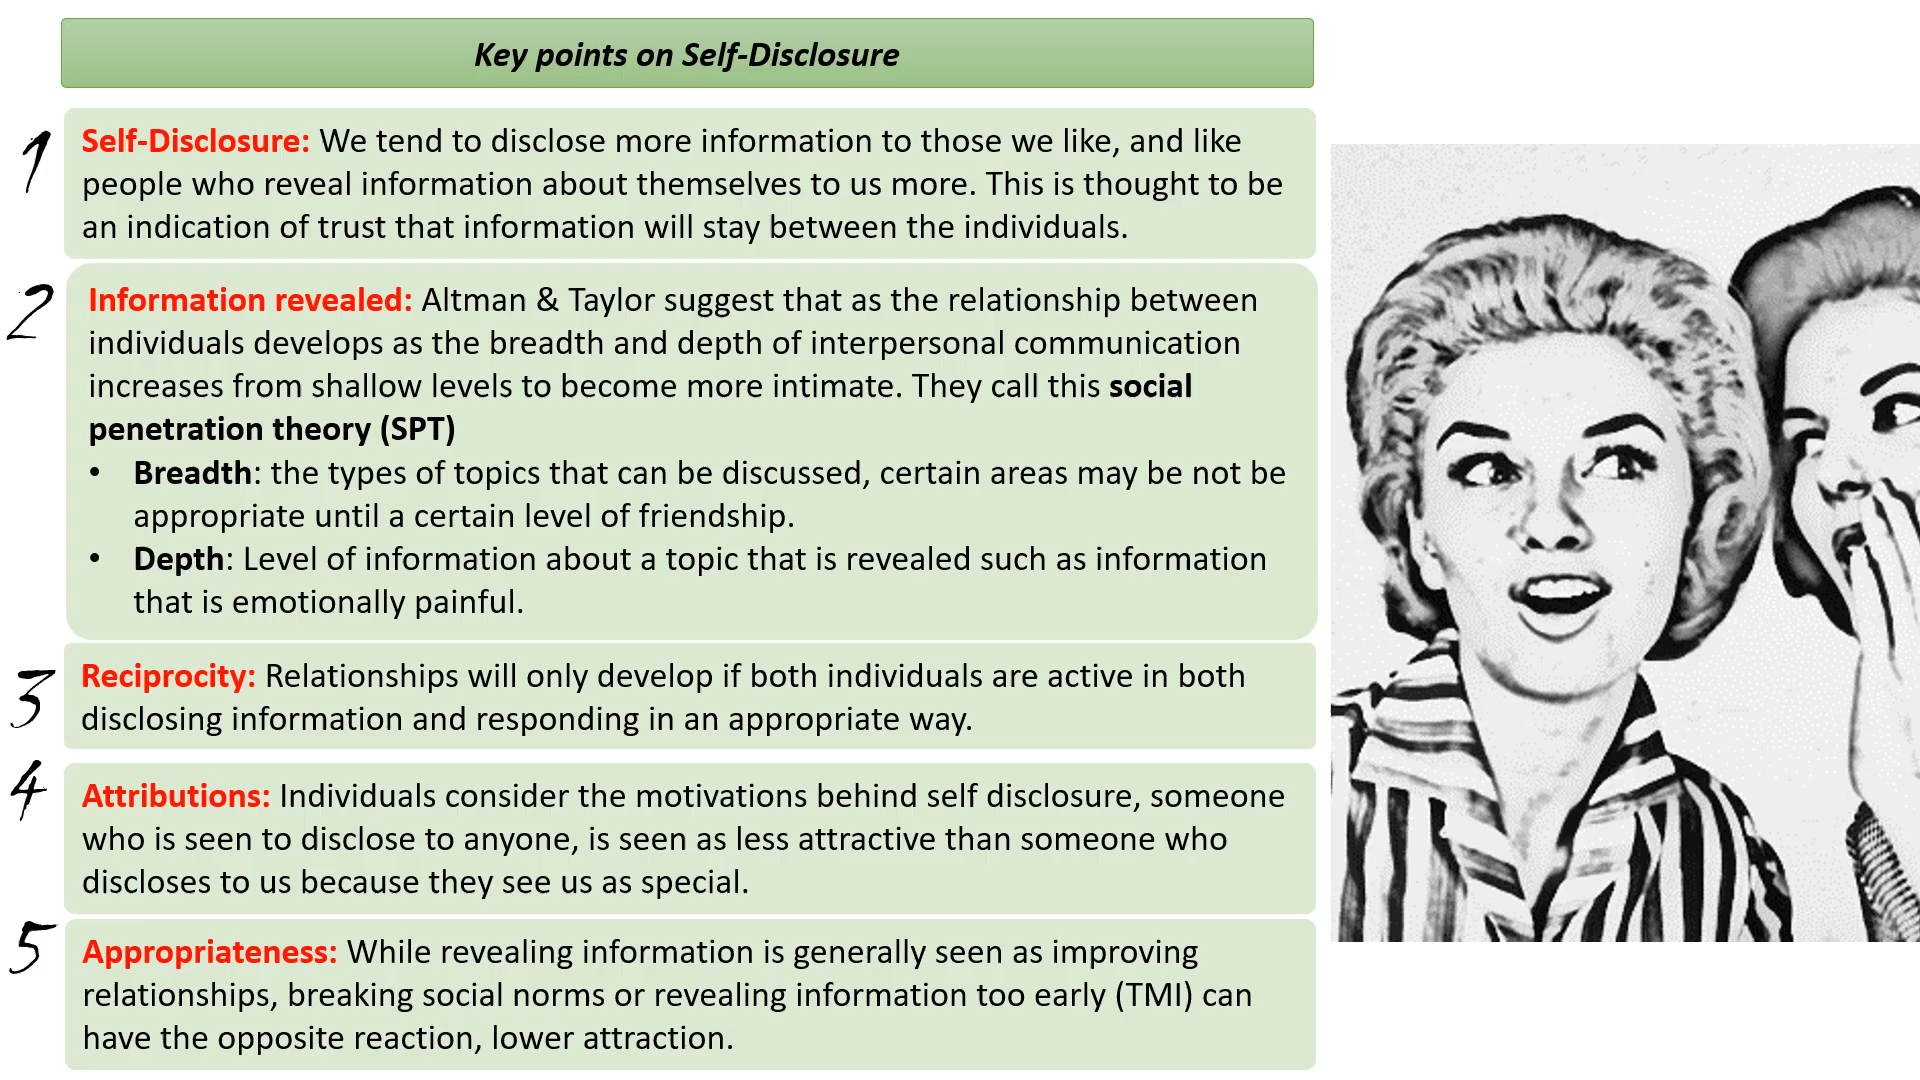 Key points on Self-Disclosure
1
Self-Disclosure: We tend to disclose more information to those we like, and like
people who reveal information about themselves to us more. This is thought to be
an indication of trust that information will stay between the individuals.
2
Information revealed: Altman & Taylor suggest that as the relationship between
individuals develops as the breadth and depth of interpersonal communication
increases from shallow levels to become more intimate. They call this social
penetration theory (SPT)
• Breadth: the types of topics that can be discussed, certain areas may be not be
appropriate until a certain level of friendship.
• Depth: Level of information about a topic that is revealed such as information
that is emotionally painful.
3
Reciprocity: Relationships will only develop if both individuals are active in both
disclosing information and responding in an appropriate way.
4
Attributions: Individuals consider the motivations behind self disclosure, someone
who is seen to disclose to anyone, is seen as less attractive than someone who
discloses to us because they see us as special.
5
Appropriateness: While revealing information is generally seen as improving
relationships, breaking social norms or revealing information too early (TMI) can
have the opposite reaction, lower attraction.